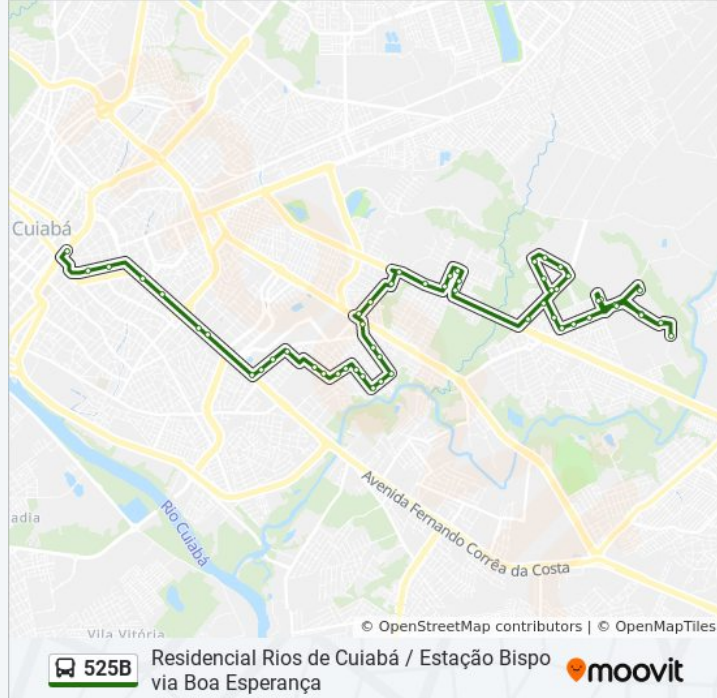 Cuiabá
Rio Cuiabá
adia
Avenida Fernando Corrêa da Costa
Vila Vitória
© OpenStreetMap contributors | © OpenMapTiles
525B
Residencial Rios de Cuiabá / Estação Bispo
via Boa Esperança
moovit